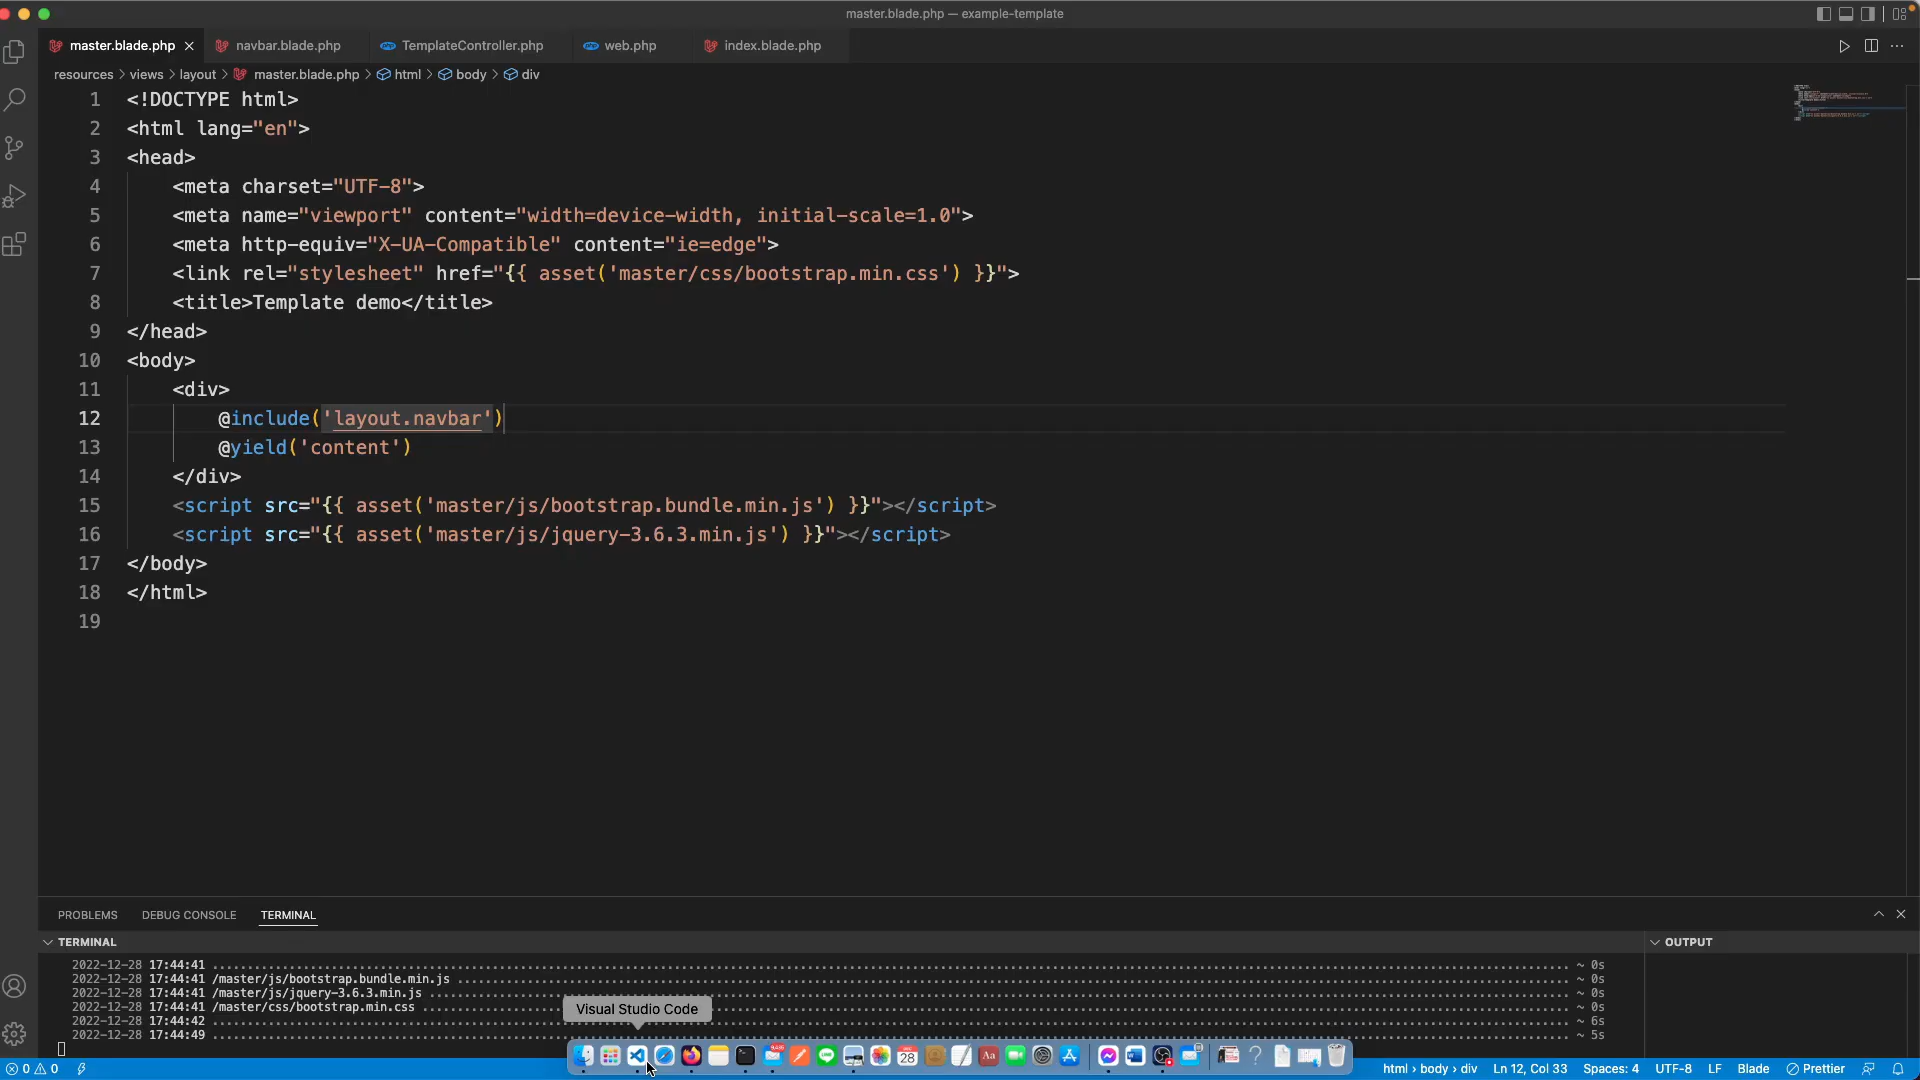 master.blade.php — example-template
master.blade.php
navbar.blade.php
TemplateController.php
web.php
index.blade.php
resources > views > layout > master.blade.php > html > body > div
1 <!DOCTYPE html>
2 <html lang="en">
3 <head>
4 <meta charset="UTF-8">
5 <meta name="viewport" content="width=device-width, initial-scale=1.0">
6 <meta http-equiv="X-UA-Compatible" content="ie=edge">
7 <link rel="stylesheet" href="{{ asset('master/css/bootstrap.min.css') }}">
8 <title>Template demo</title>
9 </head>
10 <body>
11 <div>
12 @include('layout.navbar')
13 @yield('content')
14 </div>
15 <script src="{{ asset('master/js/bootstrap.bundle.min.js') }}"></script>
16 <script src="{{ asset('master/js/jquery-3.6.3.min.js') }}"></script>
17 </body>
18 </html>
19
PROBLEMS
DEBUG CONSOLE
TERMINAL
TERMINAL
OUTPUT
2022-12-28 17:44:41 ~ 0s
2022-12-28 17:44:41 /master/js/bootstrap.bundle.min.js ~ 0s
2022-12-28 17:44:41 /master/js/jquery-3.6.3.min.js ~ 0s
2022-12-28 17:44:41 /master/css/bootstrap.min.css ~ 0s
2022-12-28 17:44:42 ~ 6s
2022-12-28 17:44:49 ~ 5s
Visual Studio Code
28
Aa
0 0
html › body › div
Ln 12, Col 33
Spaces: 4
UTF-8
LF
Blade
Prettier